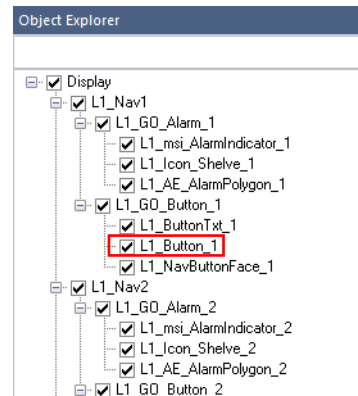 Object Explorer
Display
L1_Nav1
L1_GO_Alarm_1
L1_msi_AlarmIndicator_1
L1_Icon_Shelve_1
L1_AE_AlarmPolygon_1
L1_GO_Button_1
L1_ButtonTxt_1
L1_Button_1
L1_NavButtonFace_1
L1_Nav2
L1_GO_Alarm_2
L1_msi_AlarmIndicator_2
L1_Icon_Shelve_2
L1_AE_AlarmPolygon_2
L1_GO_Button_2